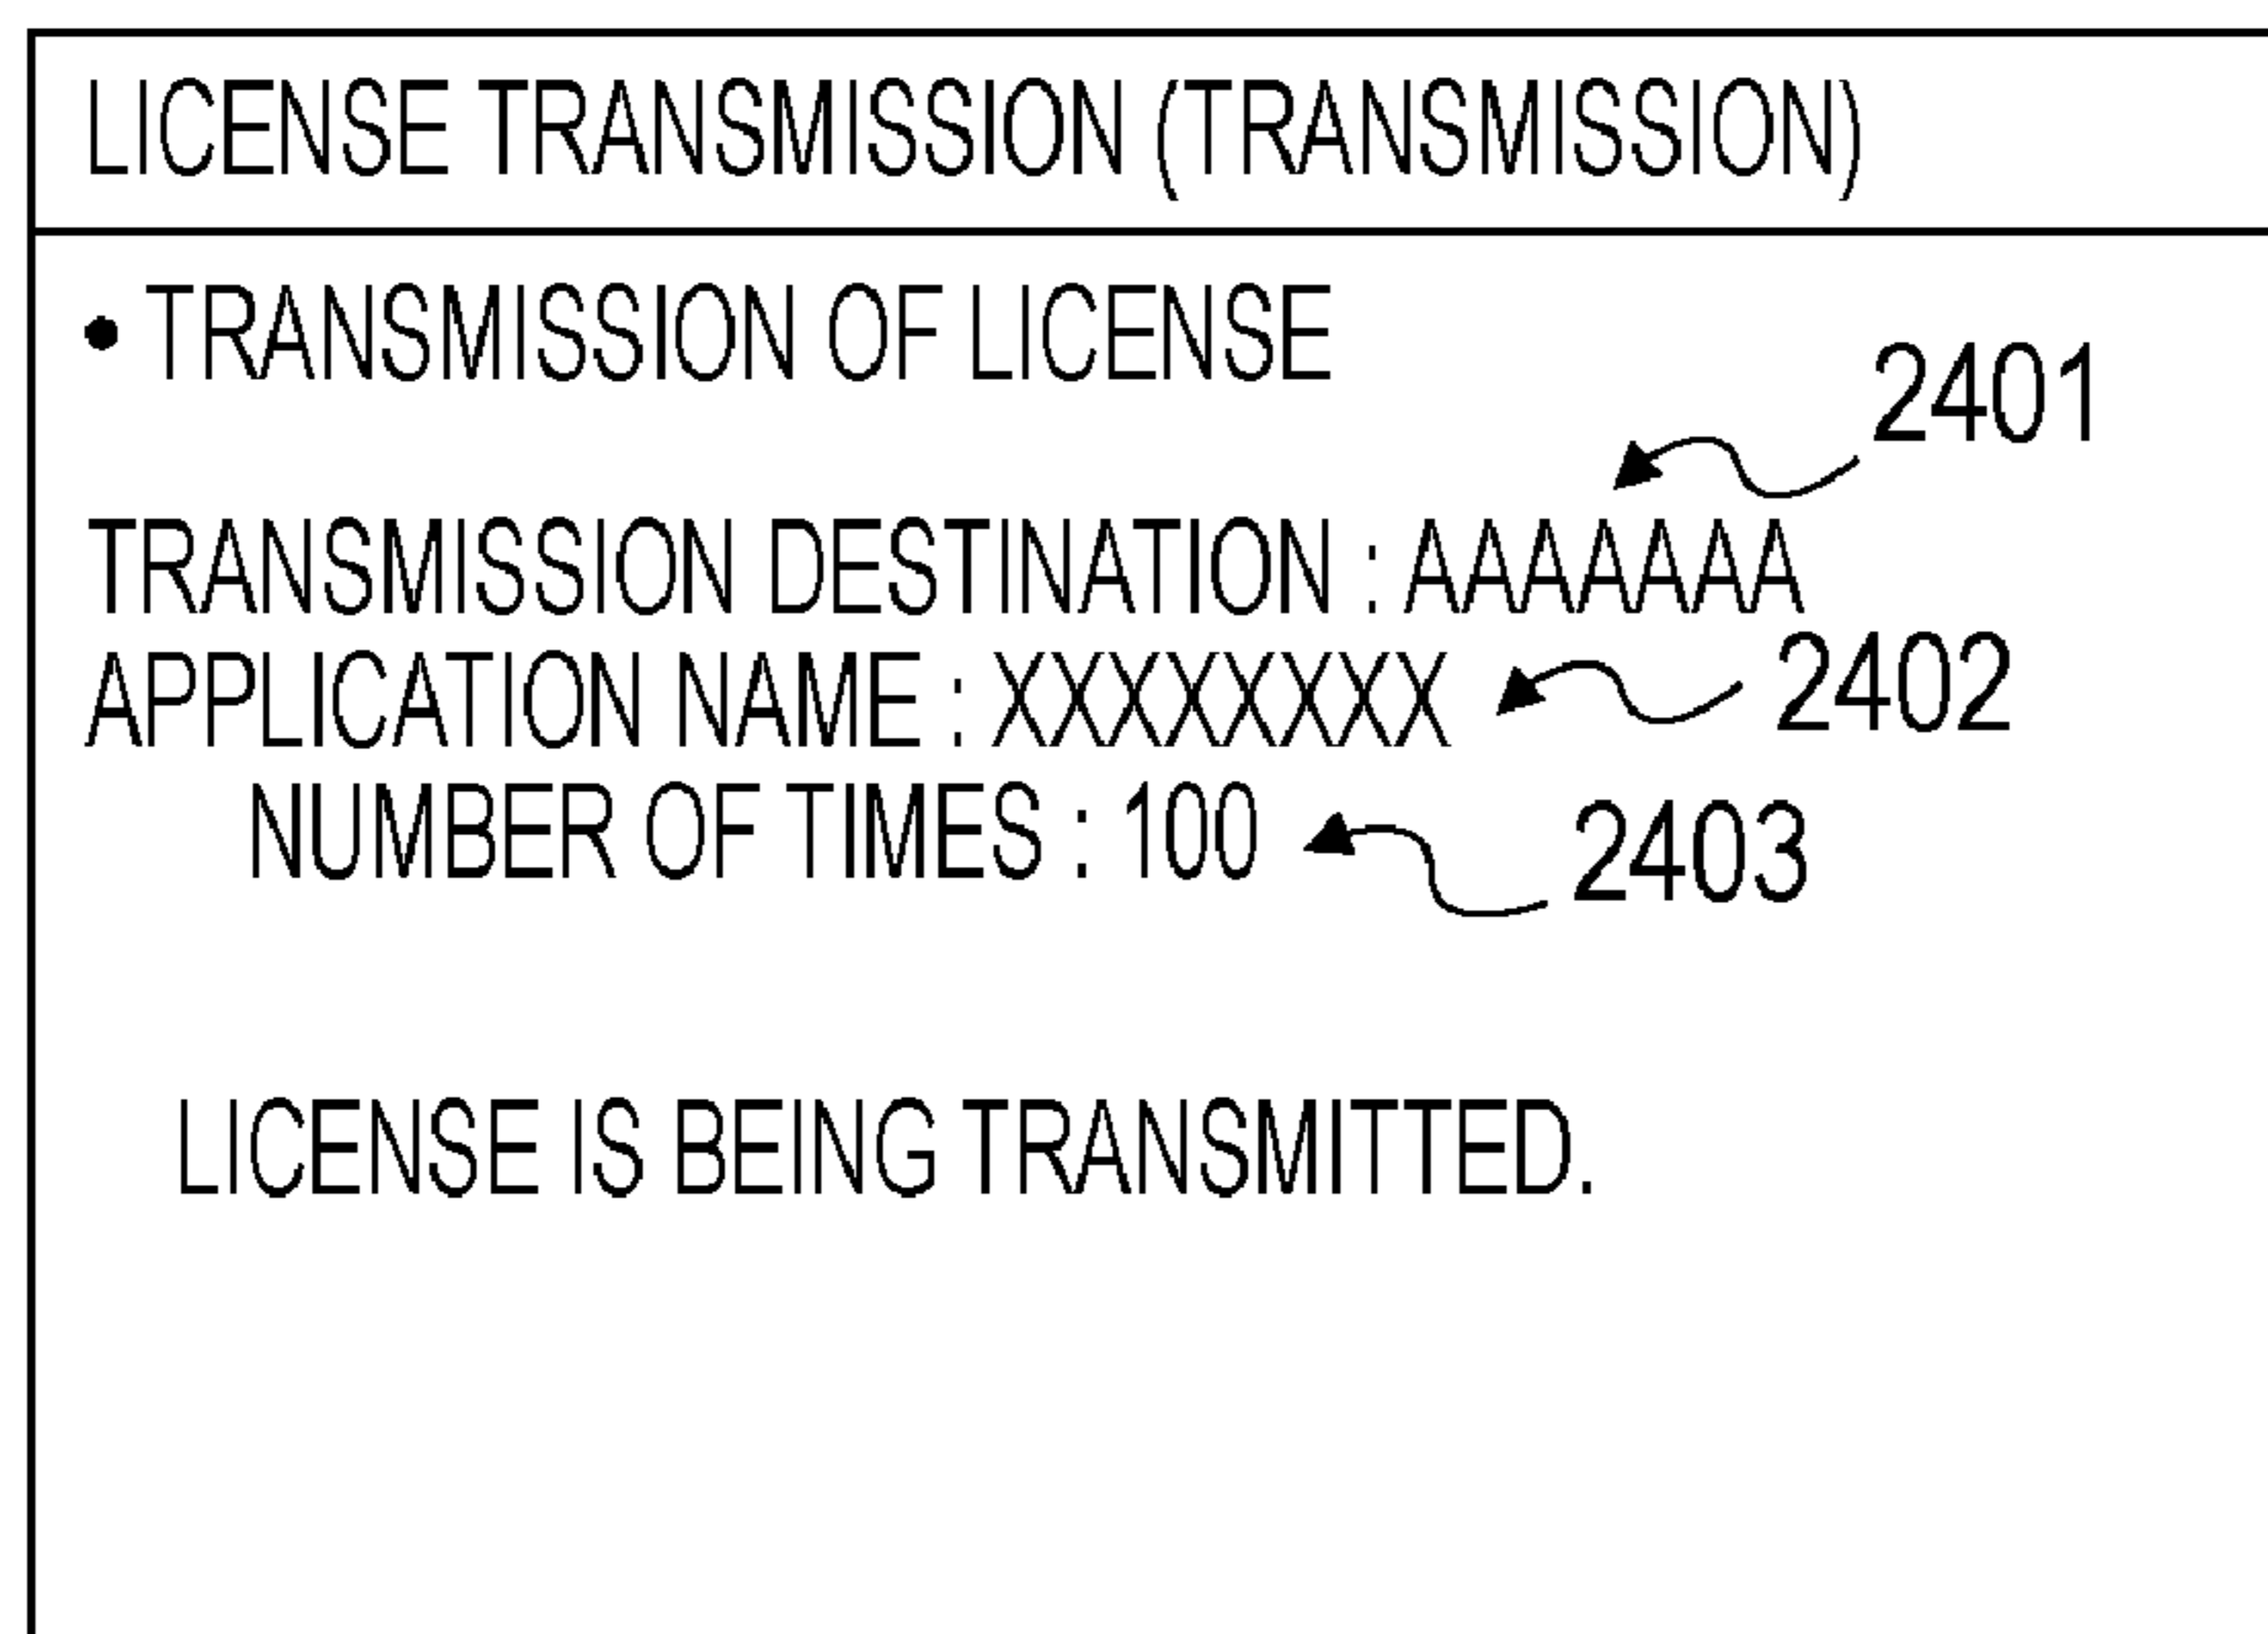 LICENSE TRANSMISSION (TRANSMISSION)
• TRANSMISSION OF LICENSE
2401
TRANSMISSION DESTINATION : AAAAAAA
APPLICATION NAME : XXXXXXXX 2402
NUMBER OF TIMES : 100 2403
LICENSE IS BEING TRANSMITTED.